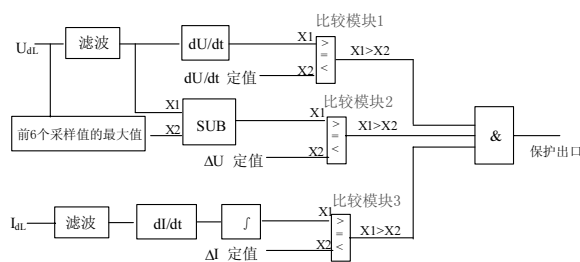 比较模块1
U_dL
滤波
dU/dt
X1
>
=
<
X1>X2
dU/dt 定值
X2
比较模块2
X1
SUB
X1
>
=
<
X1>X2
&
前6个采样值的最大值
X2
X2
ΔU 定值
保护出口
比较模块3
I_dL
滤波
dI/dt
∫
X1
>
=
<
X1>X2
X2
ΔI 定值